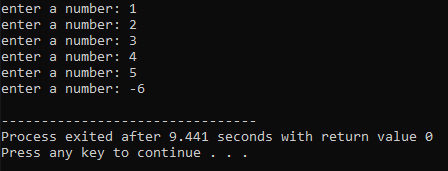 enter a number: 1
enter a number: 2
enter a number: 3
enter a number: 4
enter a number: 5
enter a number: -6
--------------------------------
Process exited after 9.441 seconds with return value 0
Press any key to continue . . .